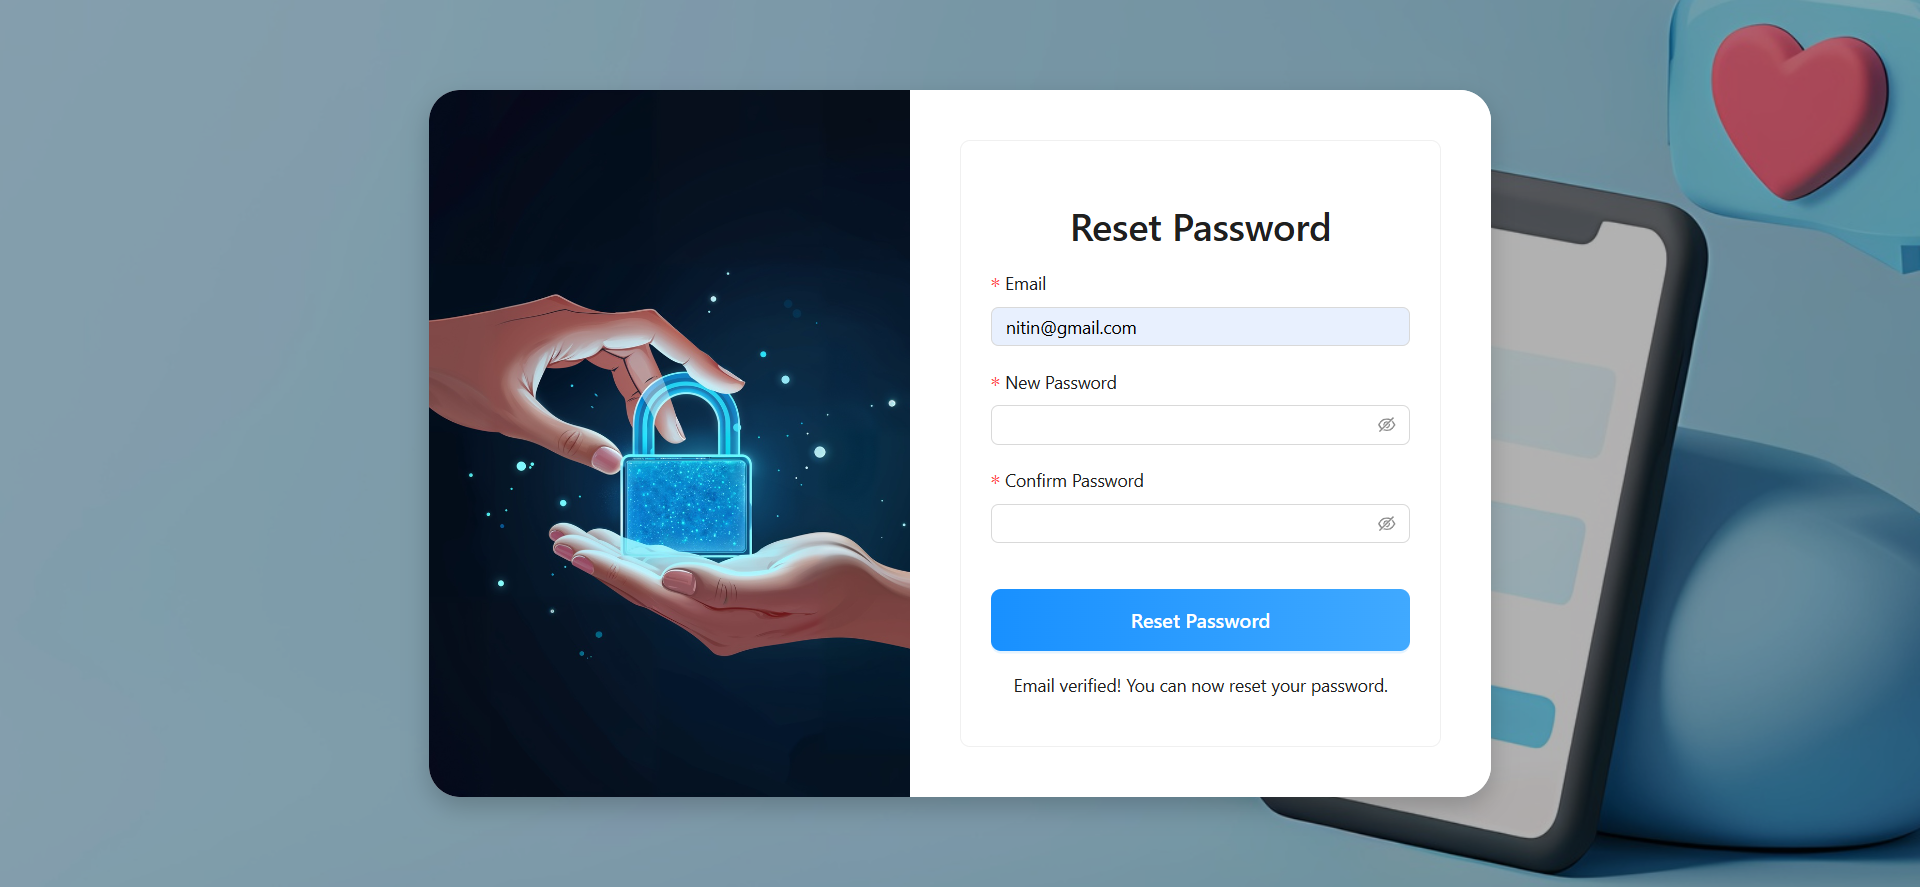 Reset Password
* Email
nitin@gmail.com
* New Password
* Confirm Password
Reset Password
Email verified! You can now reset your password.